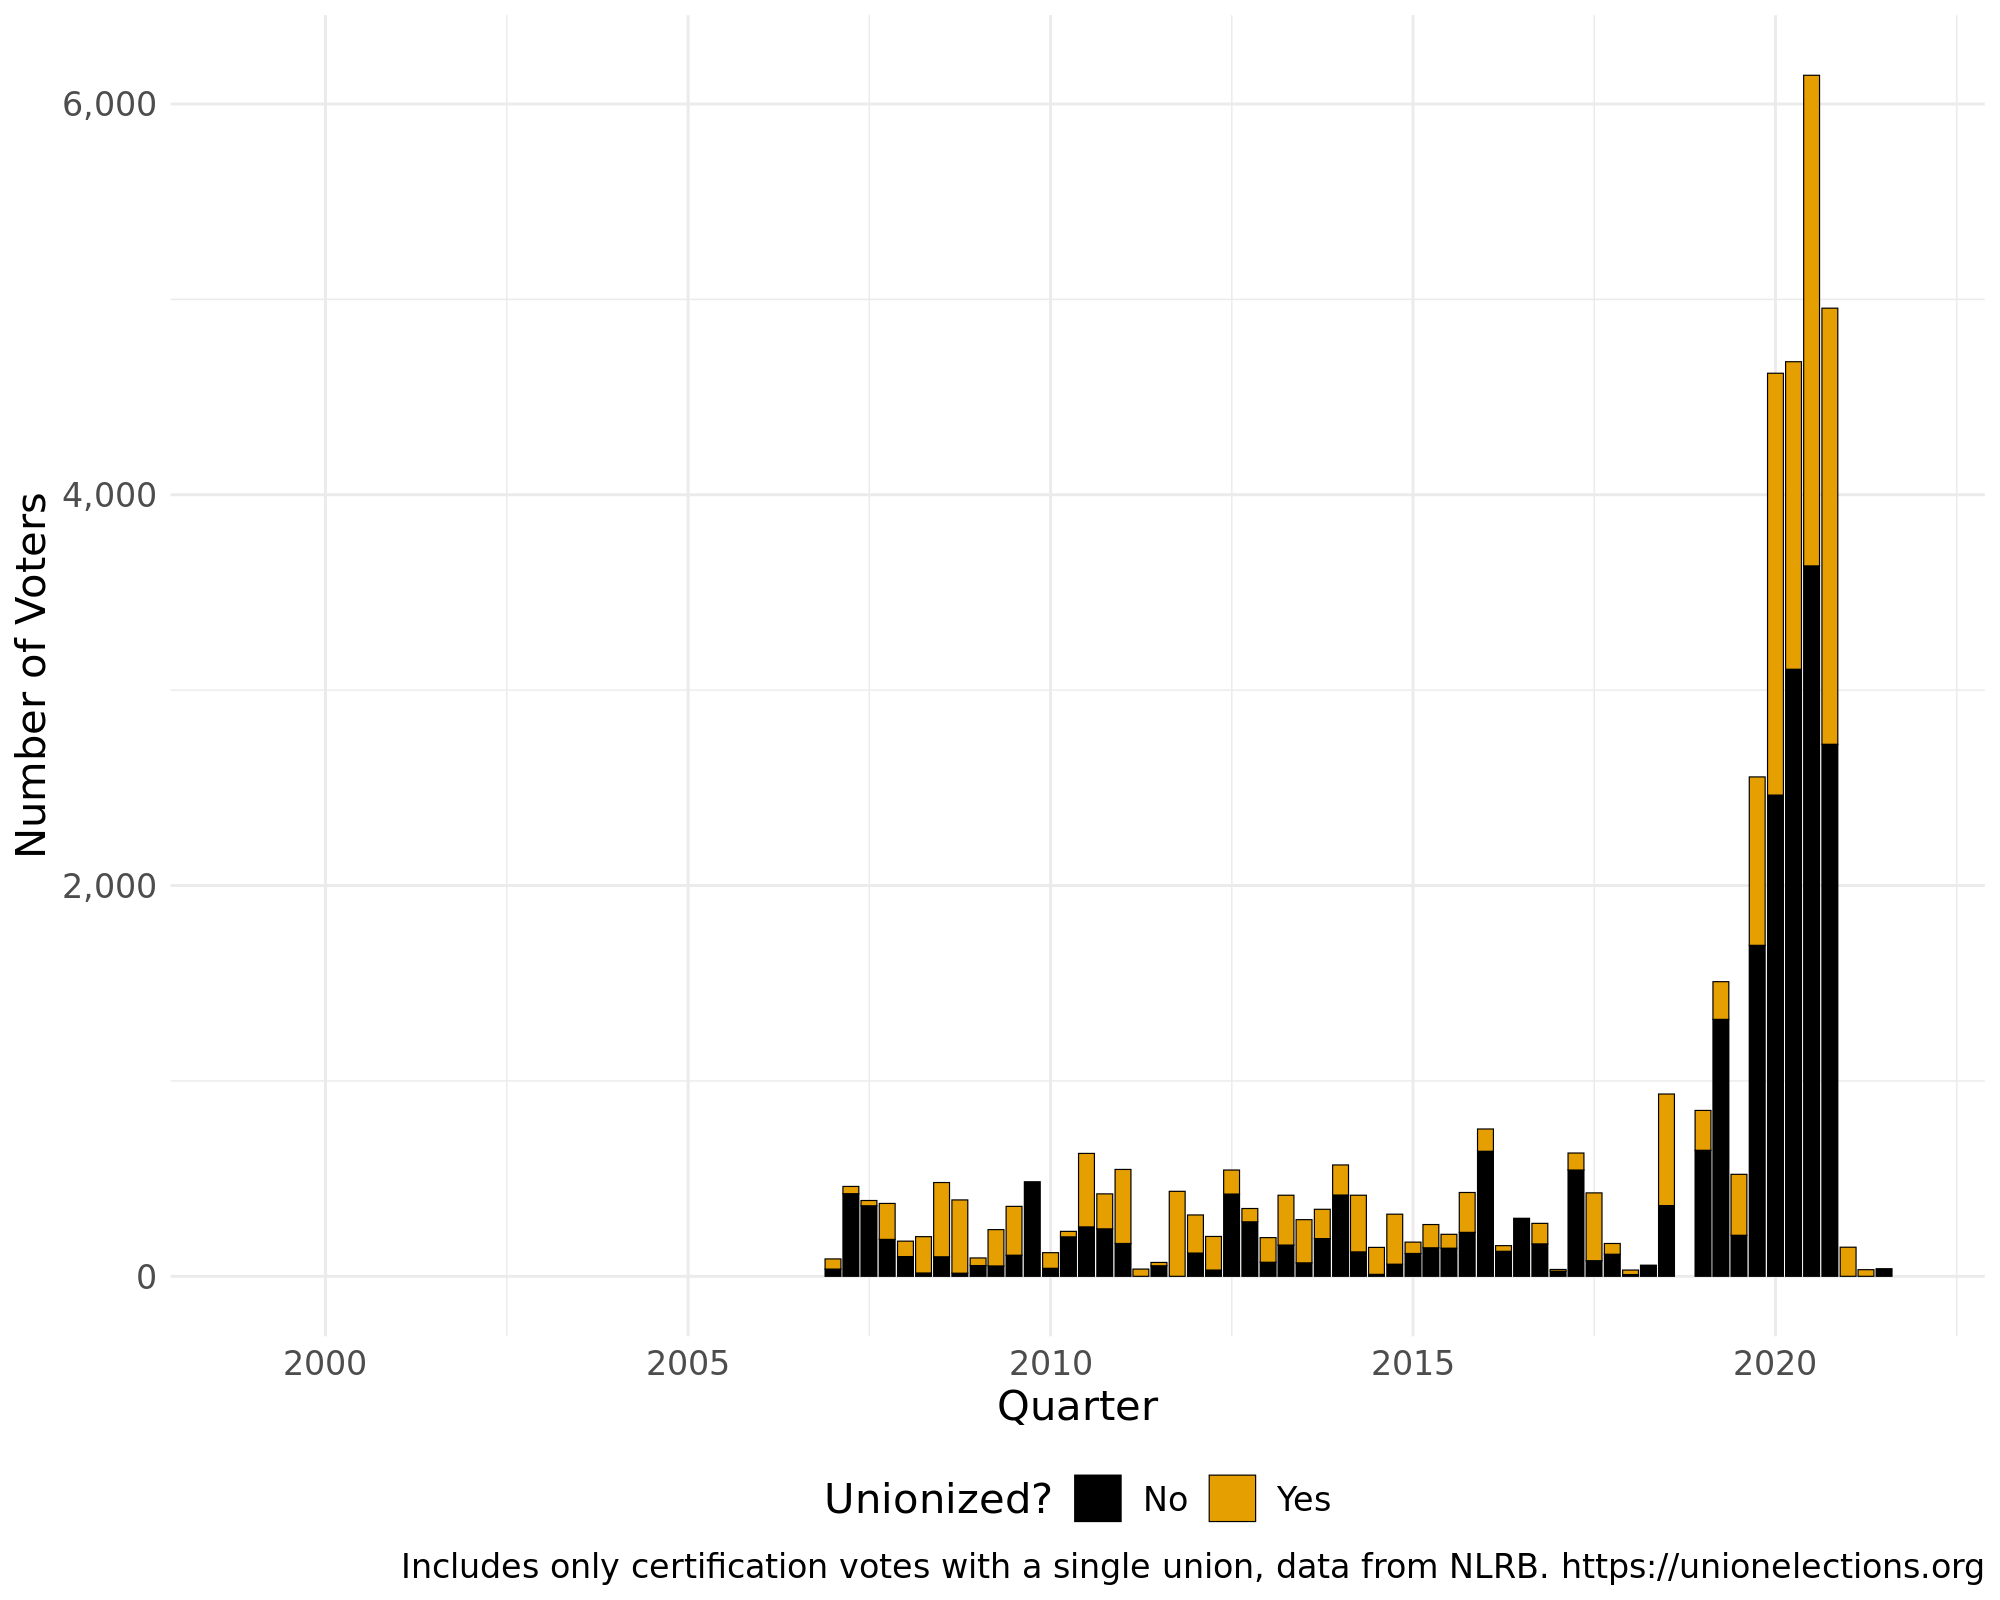 6,000
4,000
2,000
0
Number of Voters
2000 2005 2010 2015 2020
Quarter
Unionized? No Yes
Includes only certification votes with a single union, data from NLRB. https://unionelections.org